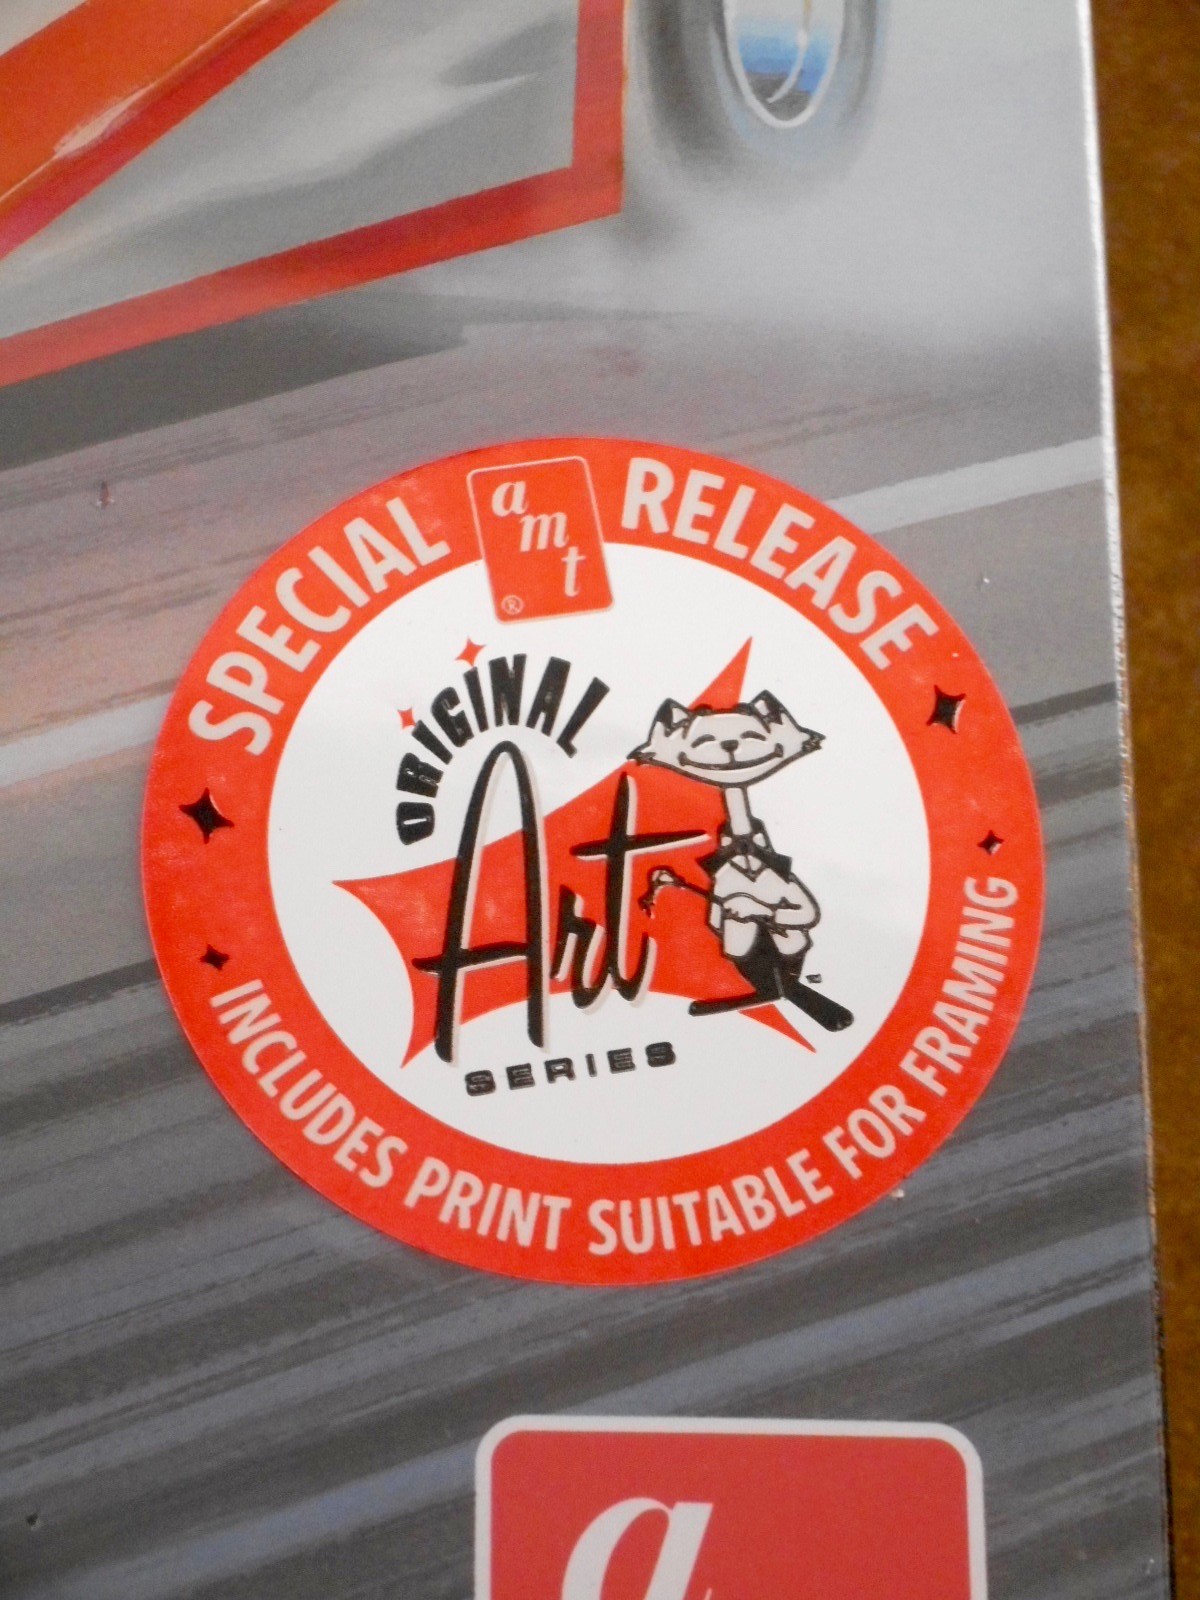 SPECIAL RELEASE
amt
®
ORIGINAL
Art
SERIES
INCLUDES PRINT SUITABLE FOR FRAMING
a